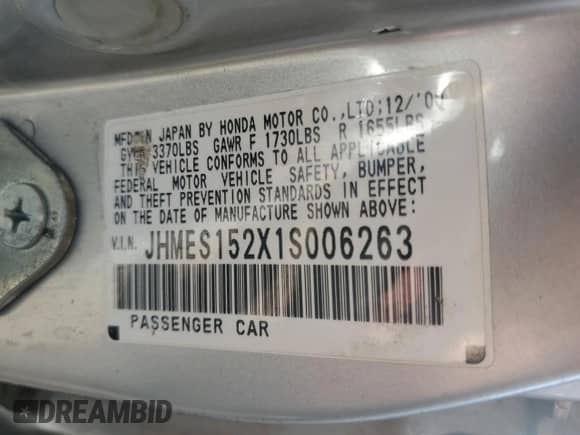 MFD. IN JAPAN BY HONDA MOTOR CO.,LTD;12/'00
3370LBS GAWR F 1730LBS R 1655LBS
THIS VEHICLE CONFORMS TO ALL APPLICABLE
FEDERAL MOTOR VEHICLE SAFETY, BUMPER,
AND THEFT PREVENTION STANDARDS IN EFFECT
ON THE DATE OF MANUFACTURE SHOWN ABOVE:
V.I.N. JHMES152X1S006263
PASSENGER CAR
DREAMBID